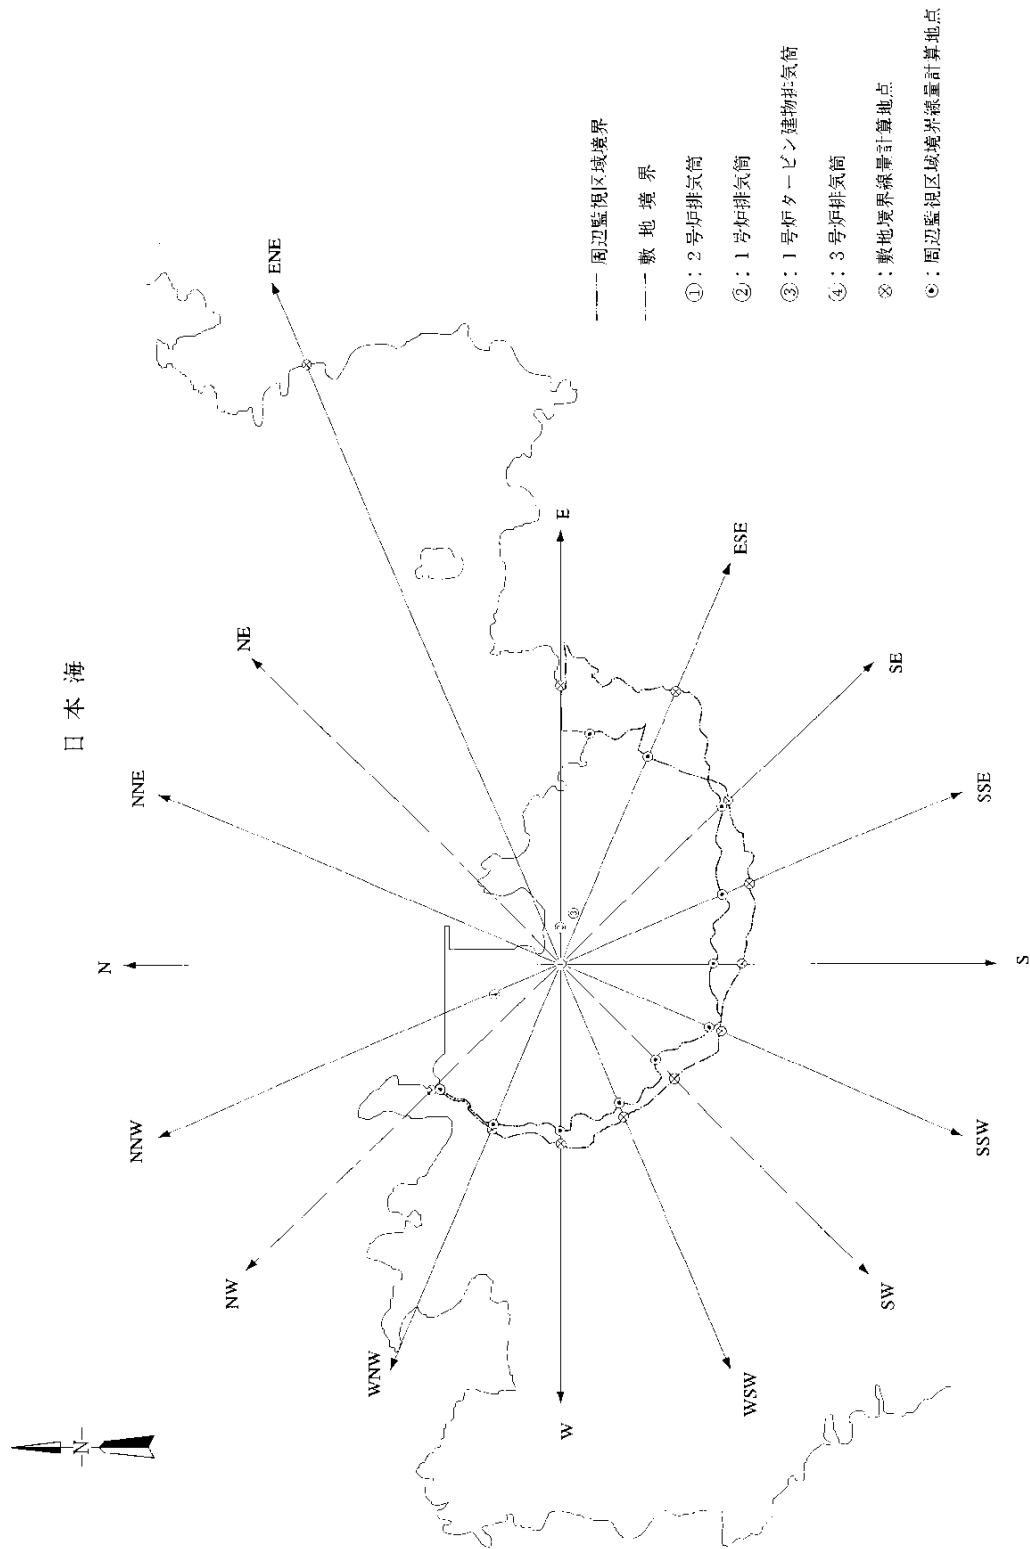 日本海
N
NNE
NE
ENE
E
ESE
SE
SSE
S
SSW
SW
WSW
W
WNW
NW
NNW
N
周辺監視区域境界
敷地境界
①：2号炉排気筒
②：1号炉排気筒
③：1号炉タービン建物排気筒
④：3号炉排気筒
⊗：敷地境界線量計算地点
⊙：周辺監視区域境界線量計算地点